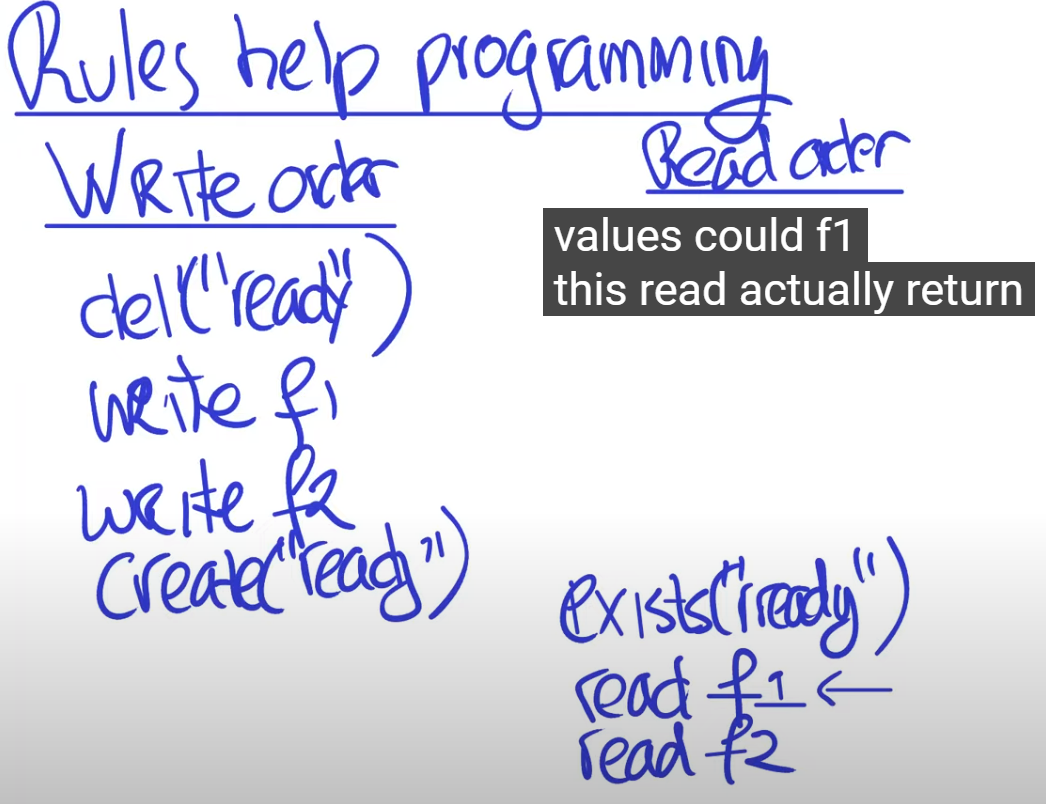 Rules help programming
Write order
del("ready")
write f1
write f2
create("ready")
Read order
values could f1
this read actually return
exists("ready")
read f1 ←
read f2